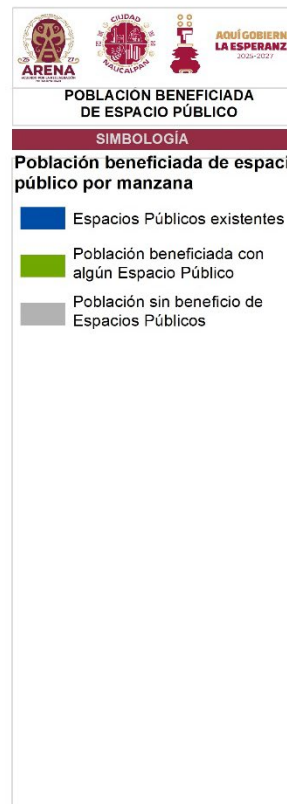 ARENA
CIUDAD
NAUCALPAN
AQUÍ GOBIERN
LA ESPERANZ
2025-2027
POBLACIÓN BENEFICIADA
DE ESPACIO PÚBLICO
SIMBOLOGÍA
Población beneficiada de espaci
público por manzana
Espacios Públicos existentes
Población beneficiada con
algún Espacio Público
Población sin beneficio de
Espacios Públicos